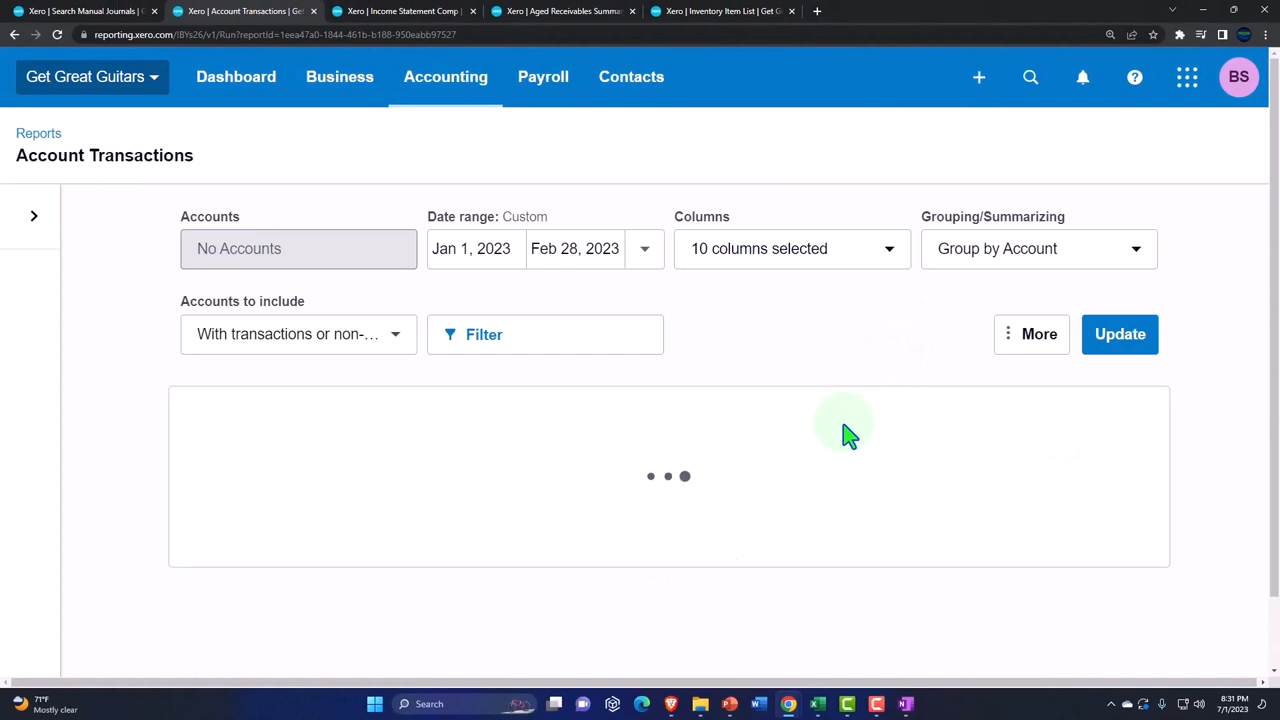 Xero | Search Manual Journals | C
Xero | Account Transactions | Get
Xero | Income Statement Comp
Xero | Aged Receivables Summar
Xero | Inventory Item List | Get G
reporting.xero.com/!BYs26/v1/Run?reportId=1eea47a0-1844-461b-b188-950eabb97527
Get Great Guitars
Dashboard
Business
Accounting
Payroll
Contacts
BS
Reports
Account Transactions
Accounts
Date range: Custom
Columns
Grouping/Summarizing
No Accounts
Jan 1, 2023
Feb 28, 2023
10 columns selected
Group by Account
Accounts to include
With transactions or non-...
Filter
More
Update
71°F
Mostly clear
Search
8:31 PM
7/1/2023